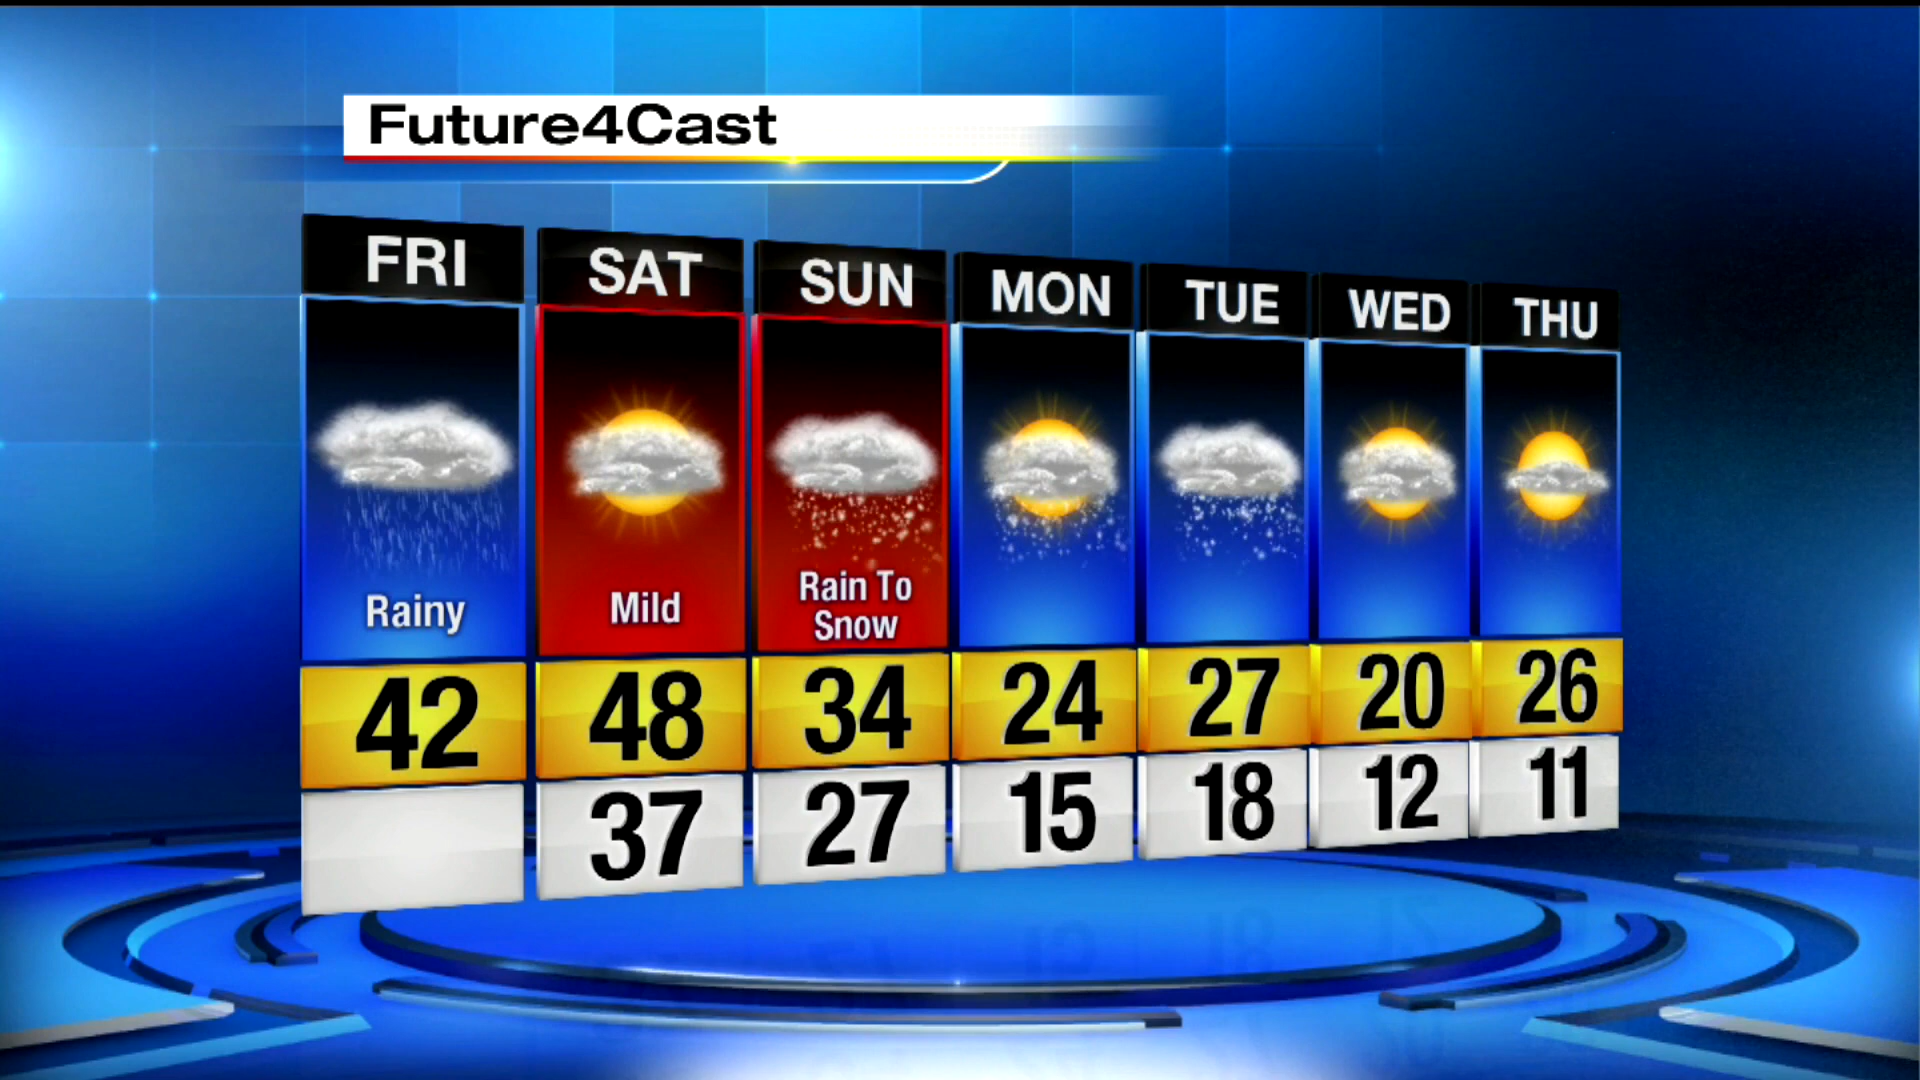 Future4Cast
FRI SAT SUN MON TUE WED THU
Rainy
Mild
Rain To
Snow
42 48 34 24 27 20 26
37 27 15 18 12 11